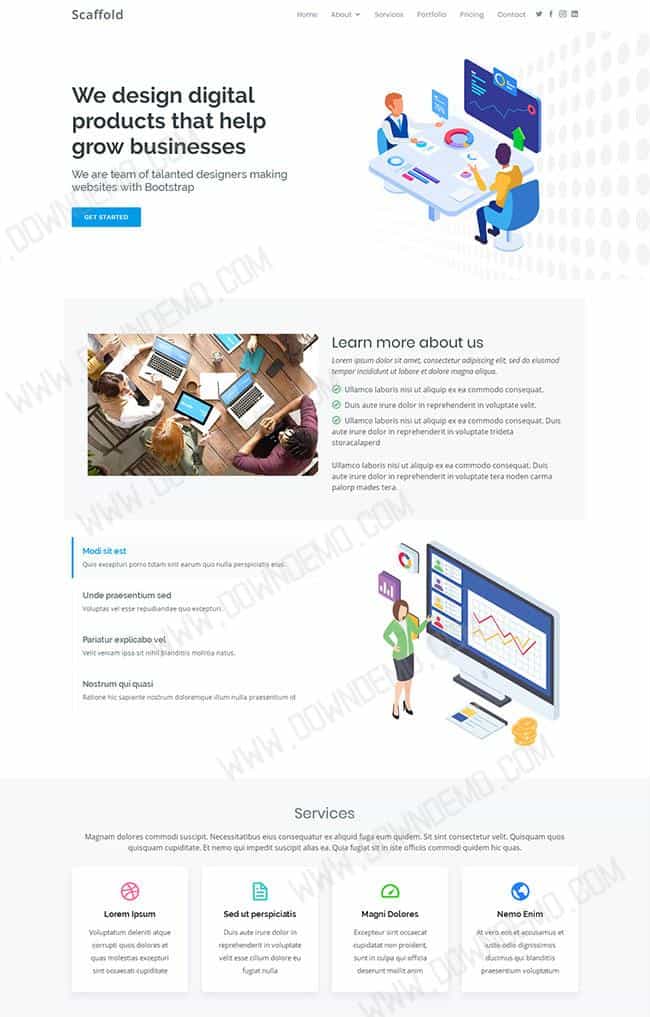 Scaffold
Home About Services Portfolio Pricing Contact
We design digital
products that help
grow businesses
We are team of talanted designers making
websites with Bootstrap
GET STARTED
75%
Learn more about us
Lorem ipsum dolor sit amet, consectetur adipiscing elit, sed do eiusmod
tempor incididunt ut labore et dolore magna aliqua.
Ullamco laboris nisi ut aliquip ex ea commodo consequat.
Duis aute irure dolor in reprehenderit in voluptate velit.
Ullamco laboris nisi ut aliquip ex ea commodo consequat. Duis
aute irure dolor in reprehenderit in voluptate trideta
storacalaperd
Ullamco laboris nisi ut aliquip ex ea commodo consequat. Duis
aute irure dolor in reprehenderit in voluptate tera noden carma
palorp mades tera.
Modi sit est
Quis excepturi porro totam sint earum quo nulla perspiciatis eius.
Unde praesentium sed
Voluptas vel esse repudiandae quo excepturi.
Pariatur explicabo vel
Velit veniam ipsa sit nihil blanditiis mollitia natus.
Nostrum qui quasi
Ratione hic sapiente nostrum doloremque illum nulla praesentium id
Services
Magnam dolores commodi suscipit. Necessitatibus eius consequatur ex aliquid fuga eum quidem. Sit sint consectetur velit. Quisquam quos
quisquam cupiditate. Et nemo qui impedit suscipit alias ea. Quia fugiat sit in iste officiis commodi quidem hic quas.
Lorem Ipsum
Voluptatum deleniti atque
corrupti quos dolores et
quas molestias excepturi
sint occaecati cupiditate
Sed ut perspiciatis
Duis aute irure dolor in
reprehenderit in voluptate
velit esse cillum dolore eu
fugiat nulla
Magni Dolores
Excepteur sint occaecat
cupidatat non proident,
sunt in culpa qui officia
deserunt mollit anim
Nemo Enim
At vero eos et accusamus et
iusto odio dignissimos
ducimus qui blanditiis
praesentium voluptatum
WWW.DOWNDEMO.COM
WWW.DOWNDEMO.COM
WWW.DOWNDEMO.COM
WWW.DOWNDEMO.COM